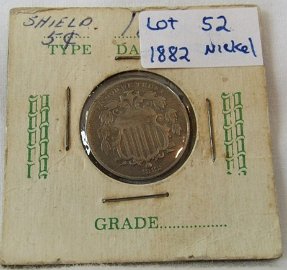 SHIELD.
5¢
TYPE DA
Lot 52
1882 Nickel
GRADE..................